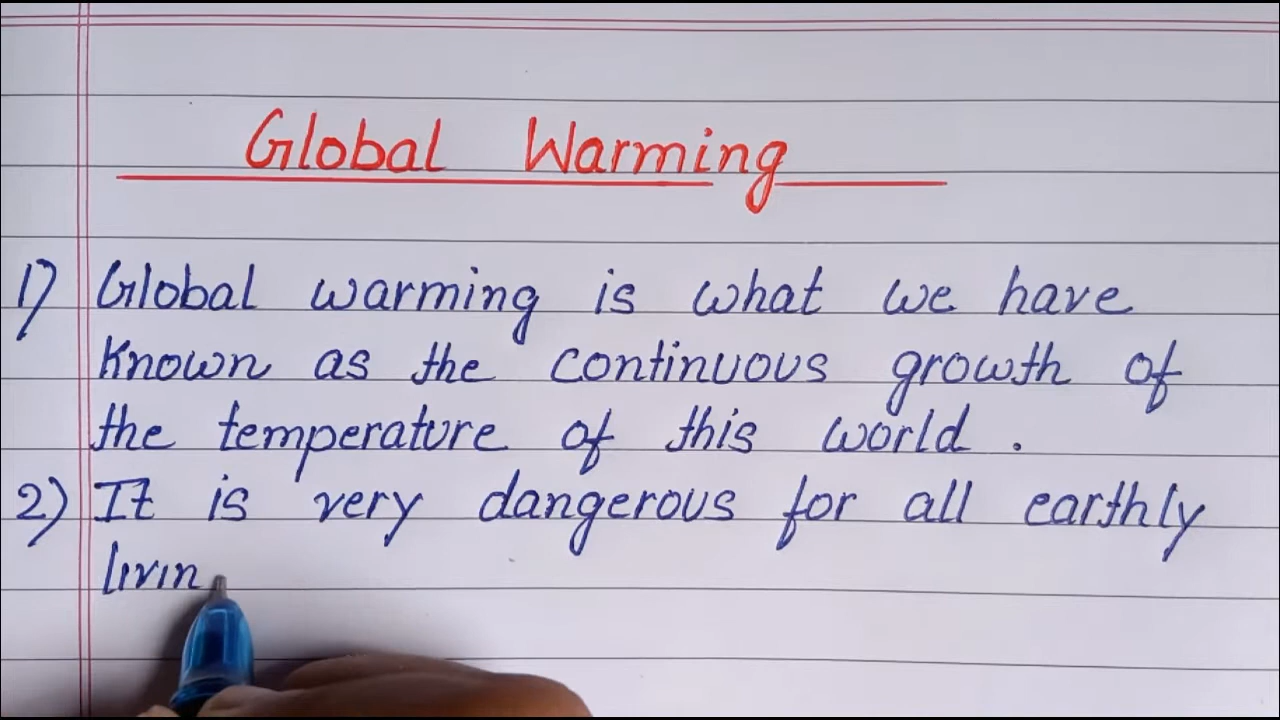 Global Warming
1) Global warming is what we have
known as the continuous growth of
the temperature of this world.
2) It is very dangerous for all earthly
livin